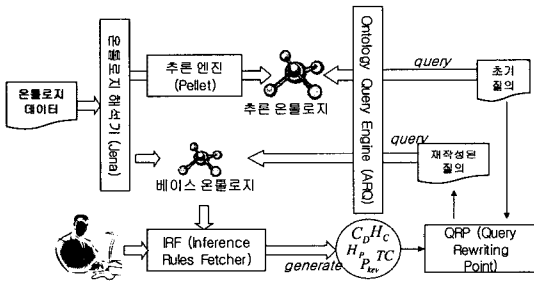 온톨로지
데이터
온톨로지 해석기 (Jena)
추론 엔진
(Pellet)
추론 온톨로지
베이스 온톨로지
Ontology Query Engine (ARQ)
query
초기
질의
query
재작성된
질의
IRF (Inference
Rules Fetcher)
generate
C_D H_C
H_P TC
P_kev
QRP (Query
Rewriting
Point)